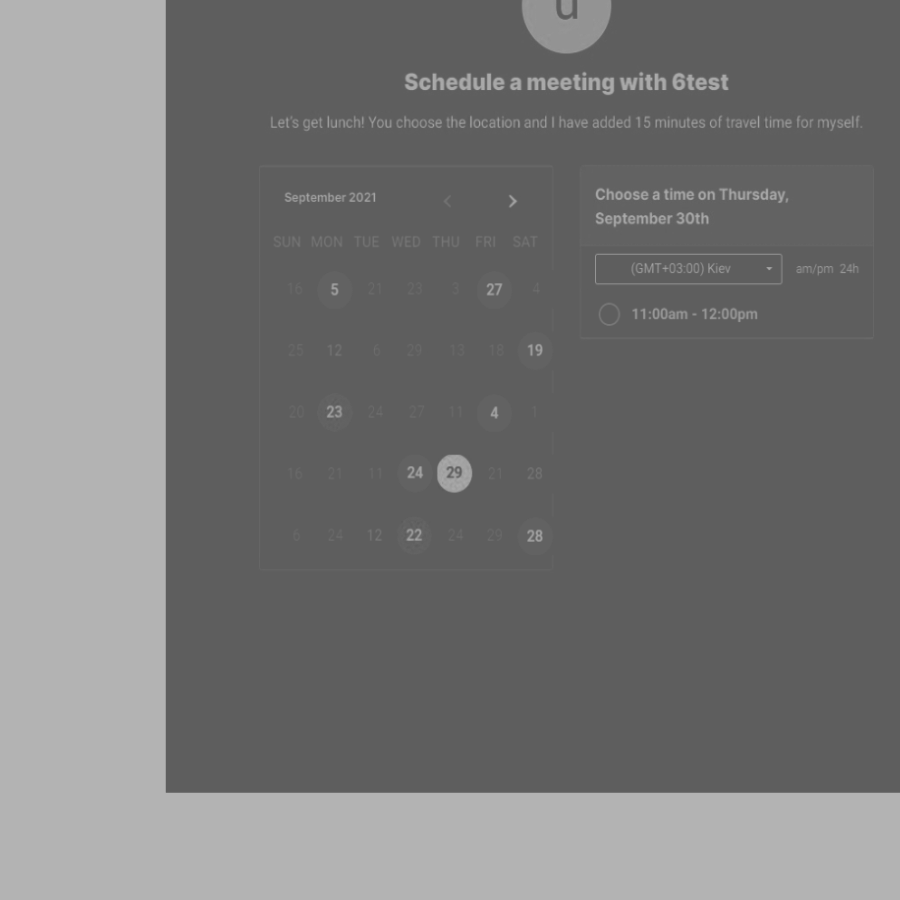 u
Schedule a meeting with 6test
Let's get lunch! You choose the location and I have added 15 minutes of travel time for myself.
September 2021
SUN MON TUE WED THU FRI SAT
16 5 21 23 3 27 4
25 12 6 29 13 18 19
20 23 24 27 11 4 1
16 21 11 24 29 21 28
6 24 12 22 24 29 28
Choose a time on Thursday,
September 30th
(GMT+03:00) Kiev
am/pm 24h
11:00am - 12:00pm